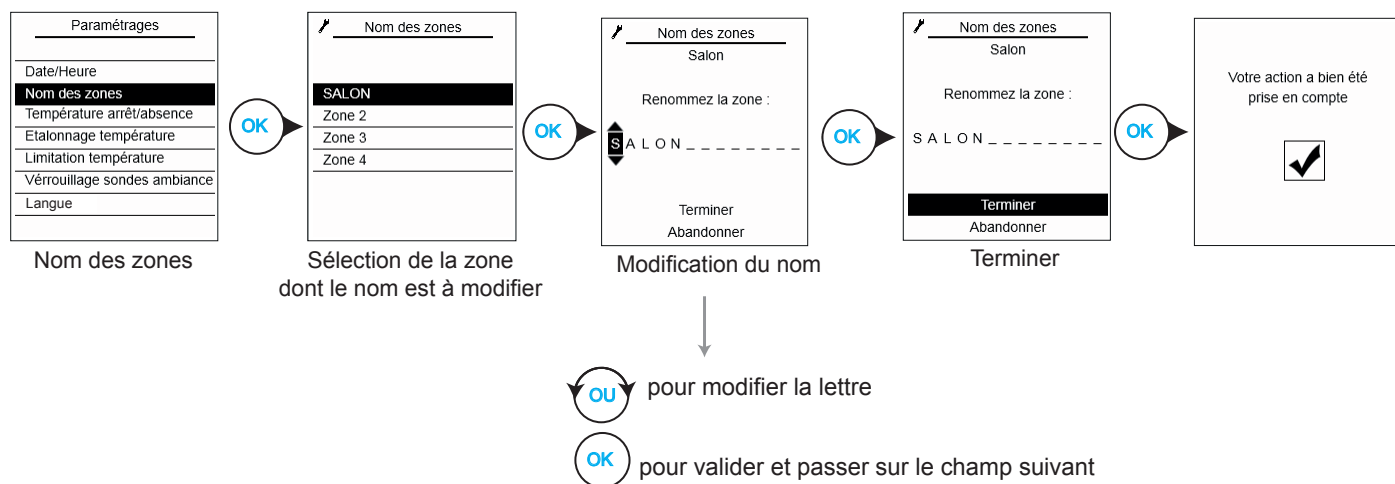 Paramétrages
Date/Heure
Nom des zones
Température arrêt/absence
Etalonnage température
Limitation température
Vérrouillage sondes ambiance
Langue
Nom des zones
OK
Nom des zones
SALON
Zone 2
Zone 3
Zone 4
Sélection de la zone
dont le nom est à modifier
OK
Nom des zones
Salon
Renommez la zone :
S A L O N _ _ _ _ _ _ _ _
Terminer
Abandonner
Modification du nom
OK
Nom des zones
Salon
Renommez la zone :
S A L O N _ _ _ _ _ _ _ _
Terminer
Abandonner
Terminer
OK
Votre action a bien été
prise en compte
OU pour modifier la lettre
OK pour valider et passer sur le champ suivant